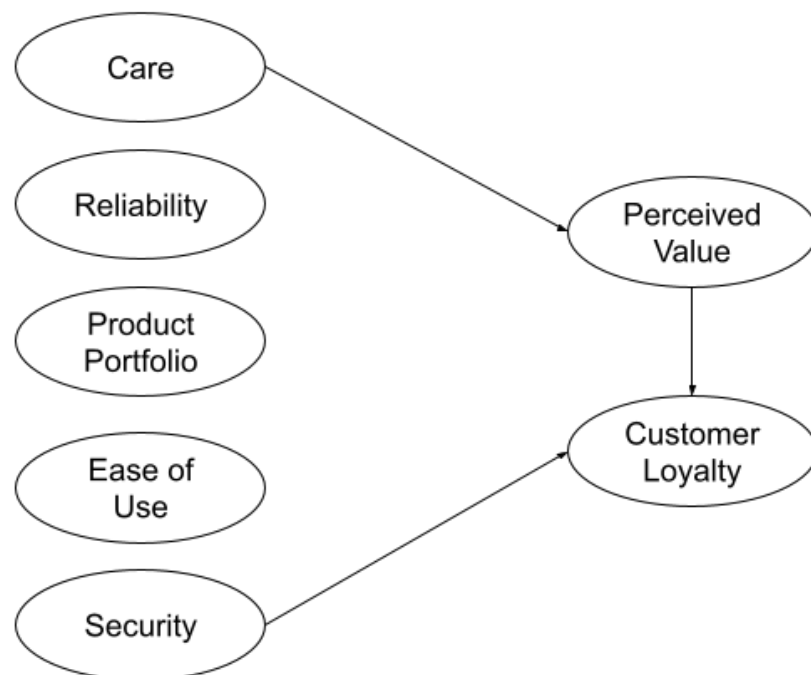 Care
Reliability
Product
Portfolio
Ease of
Use
Security
Perceived
Value
Customer
Loyalty